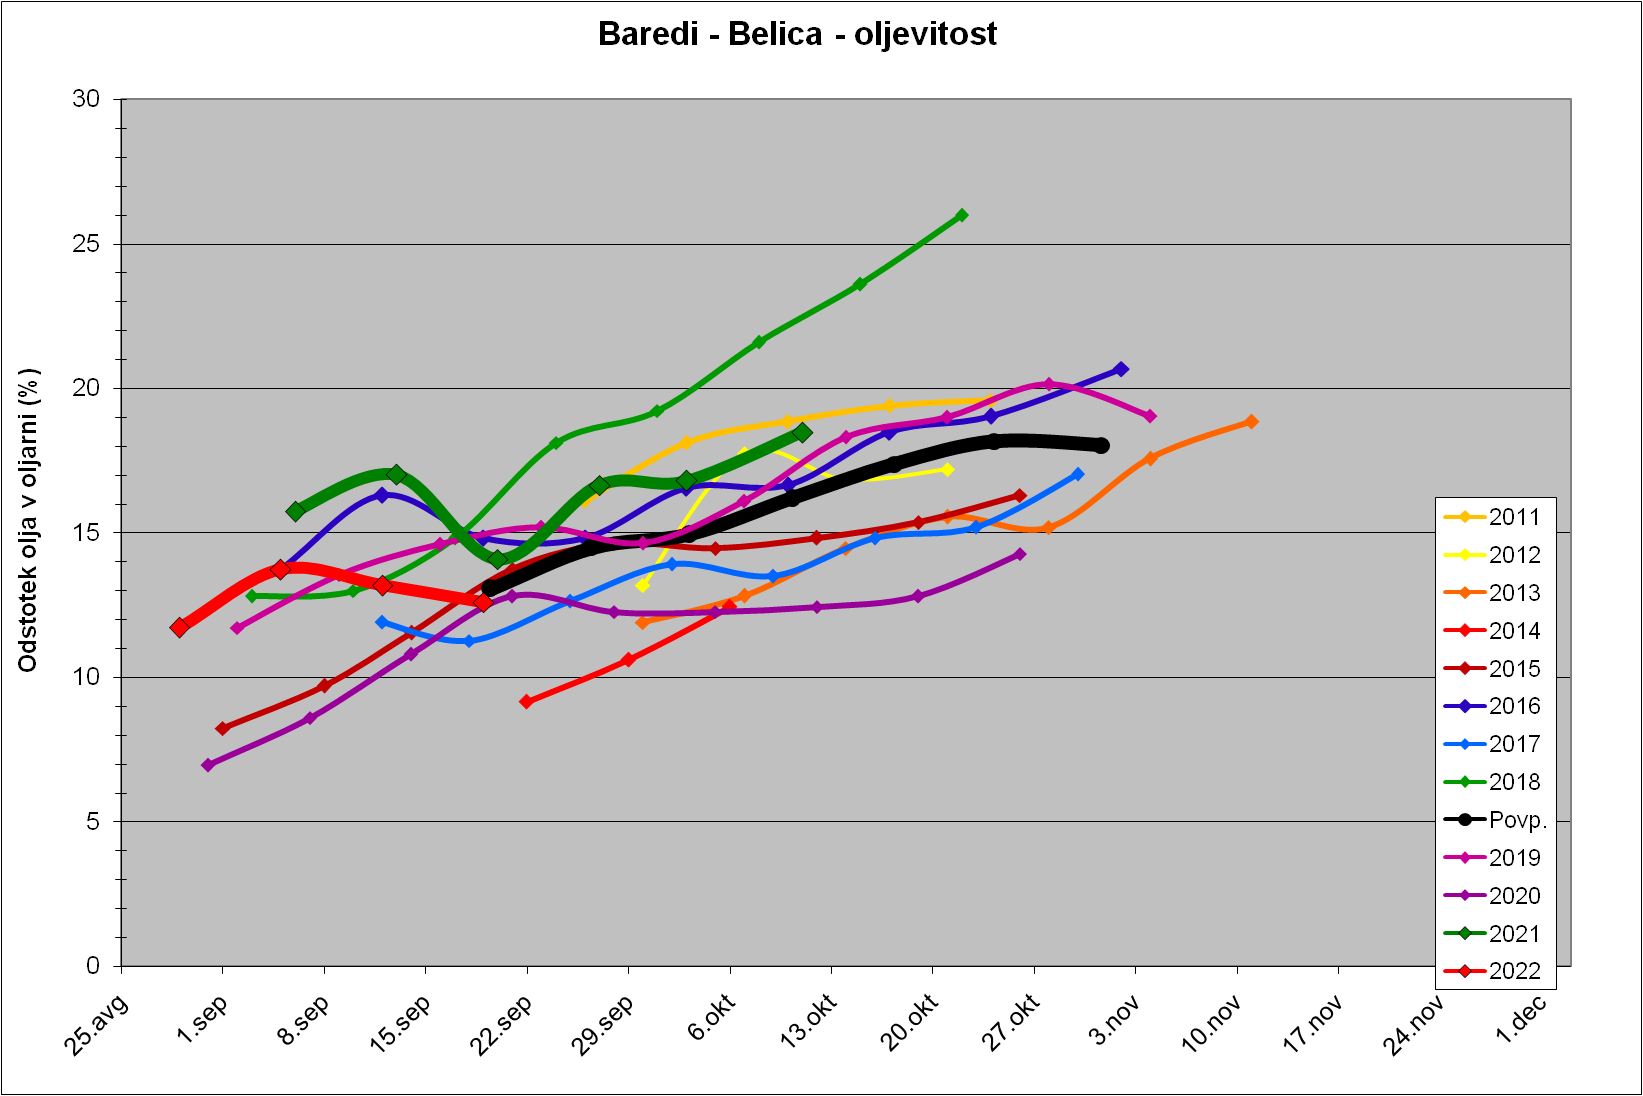 Baredi - Belica - oljevitost
Odstotek olja v oljarni (%)
30
25
20
15
10
5
0
25.avg
1.sep
8.sep
15.sep
22.sep
29.sep
6.okt
13.okt
20.okt
27.okt
3.nov
10.nov
17.nov
24.nov
1.dec
2011
2012
2013
2014
2015
2016
2017
2018
Povp.
2019
2020
2021
2022